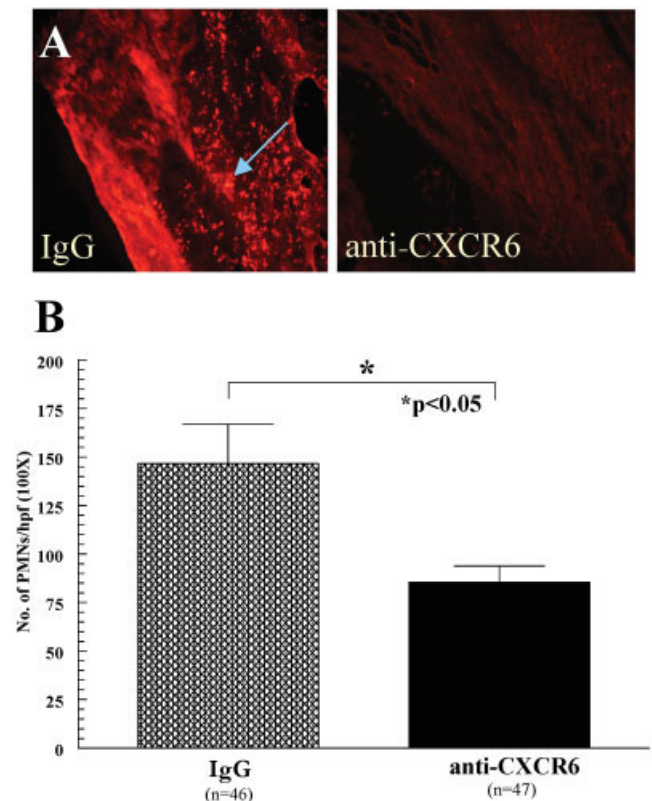 A
IgG
anti-CXCR6
B
No. of PMNs/hpf (100X)
200
175
150
125
100
75
50
25
0
*
*p<0.05
IgG
(n=46)
anti-CXCR6
(n=47)